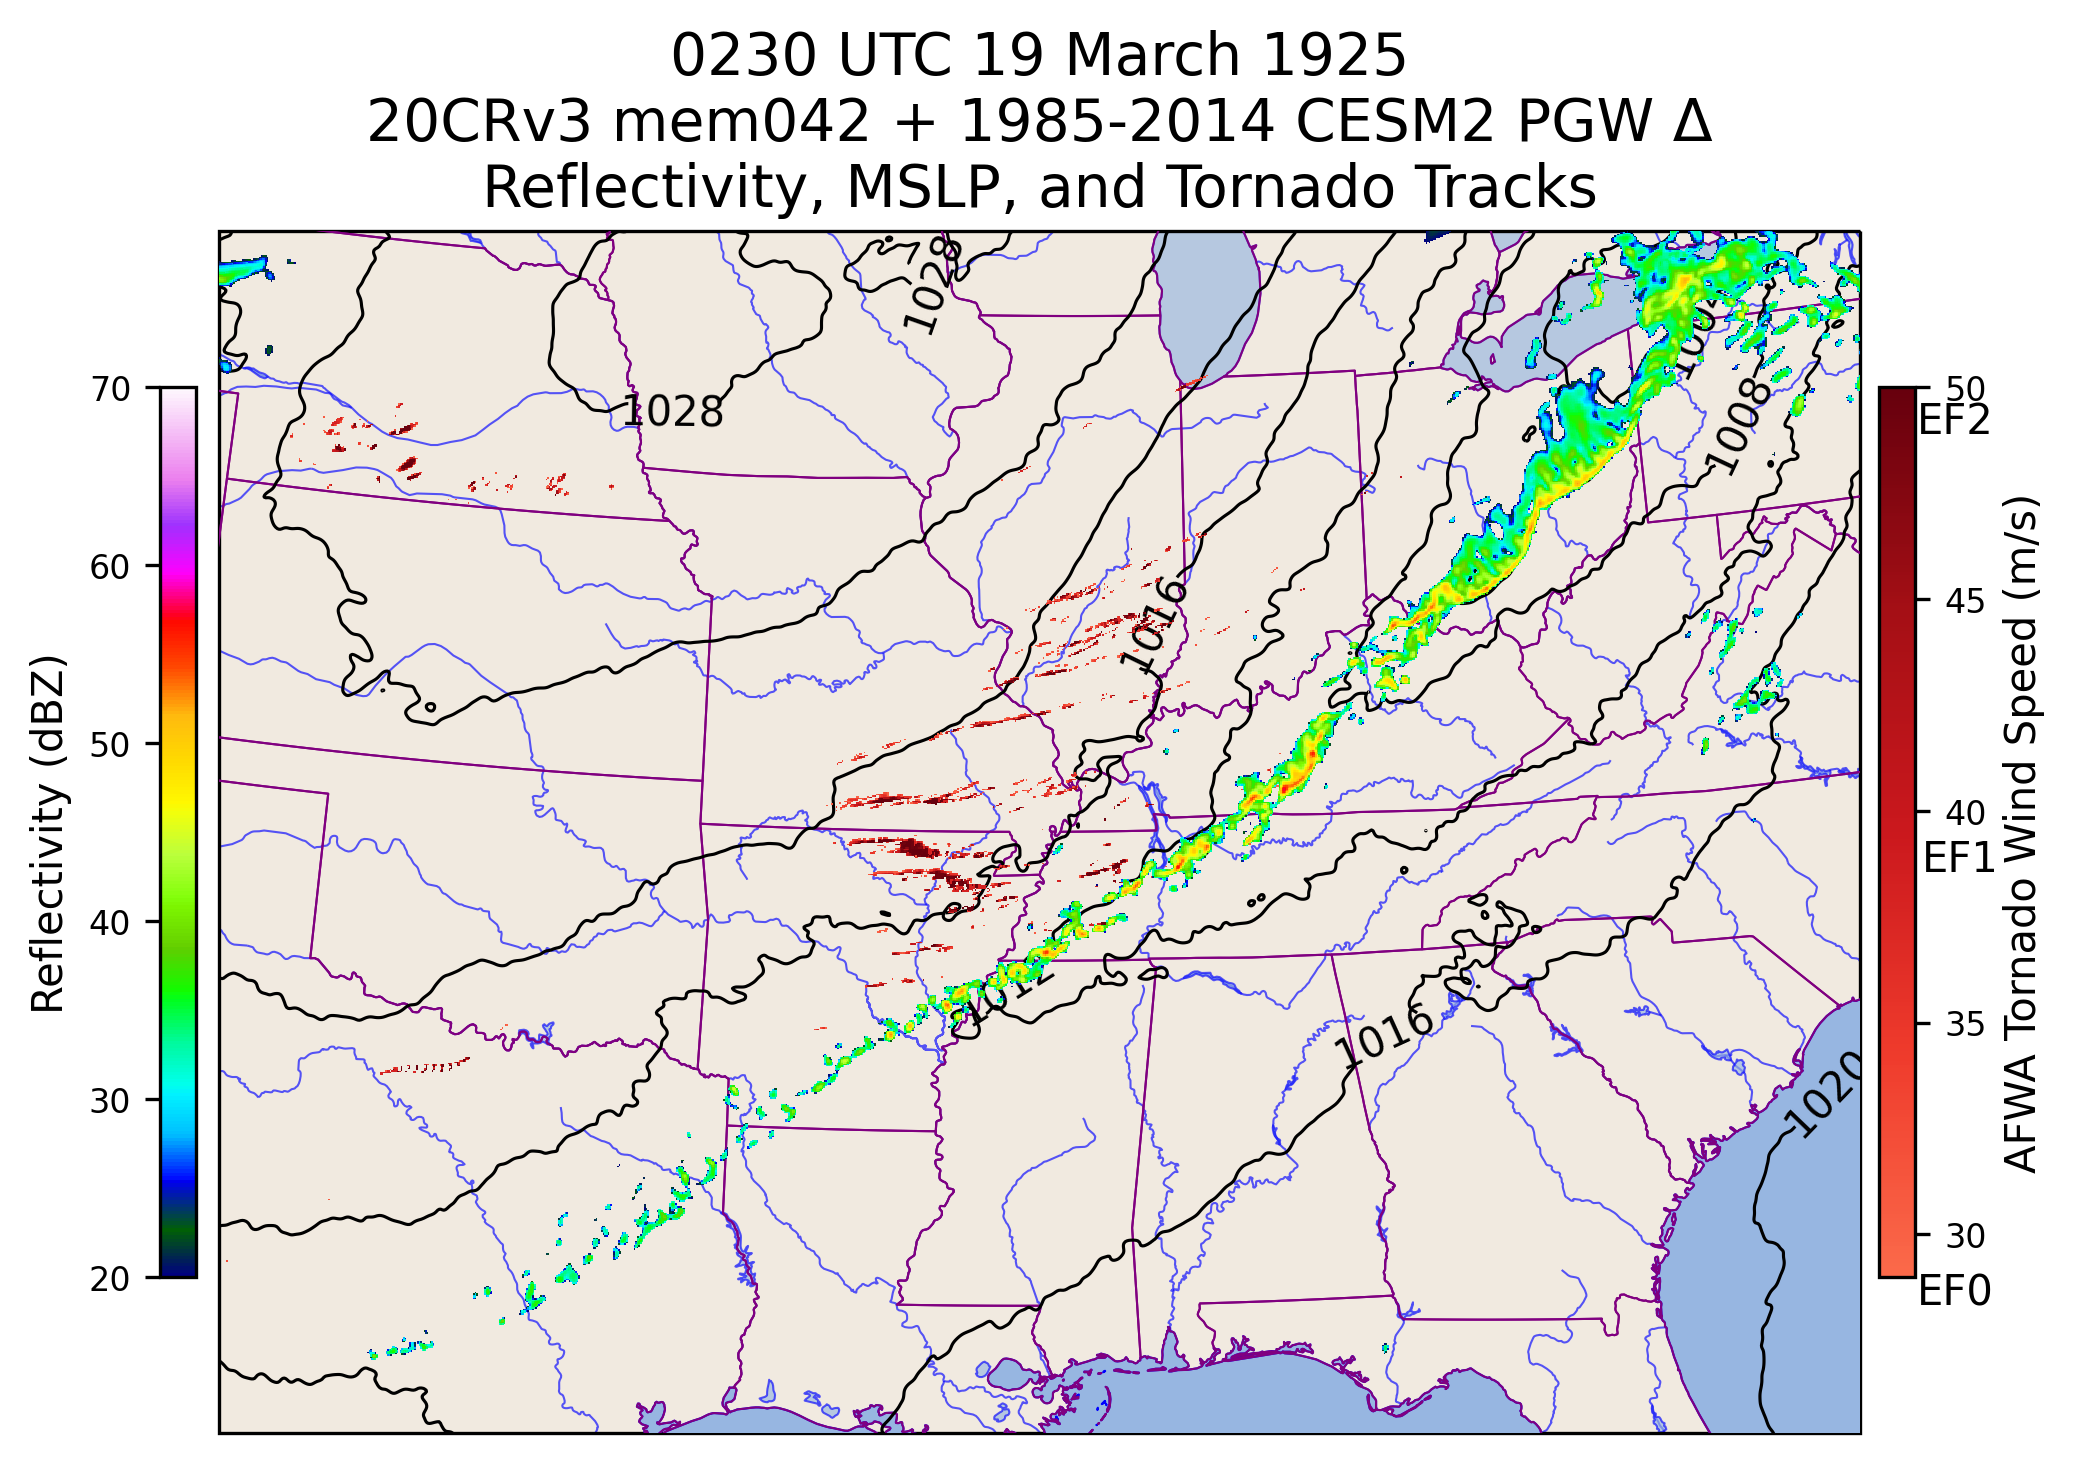 0230 UTC 19 March 1925
20CRv3 mem042 + 1985-2014 CESM2 PGW Δ
Reflectivity, MSLP, and Tornado Tracks
1028
1028
1008
1016
1012
1016
1020
Reflectivity (dBZ)
70
60
50
40
30
20
50
EF2
45
40
EF1
35
30
EF0
AFWA Tornado Wind Speed (m/s)